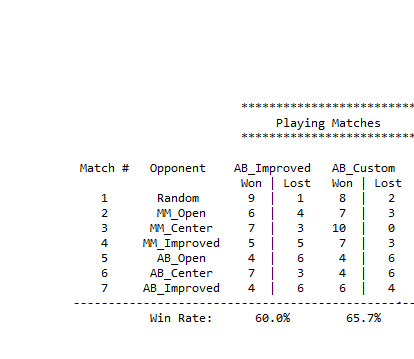 *************************
Playing Matches
*************************
Match # Opponent AB_Improved AB_Custom
Won | Lost Won | Lost
1 Random 9 | 1 8 | 2
2 MM_Open 6 | 4 7 | 3
3 MM_Center 7 | 3 10 | 0
4 MM_Improved 5 | 5 7 | 3
5 AB_Open 4 | 6 4 | 6
6 AB_Center 7 | 3 4 | 6
7 AB_Improved 4 | 6 6 | 4
--------------------------------------------------------------------------
Win Rate: 60.0% 65.7%